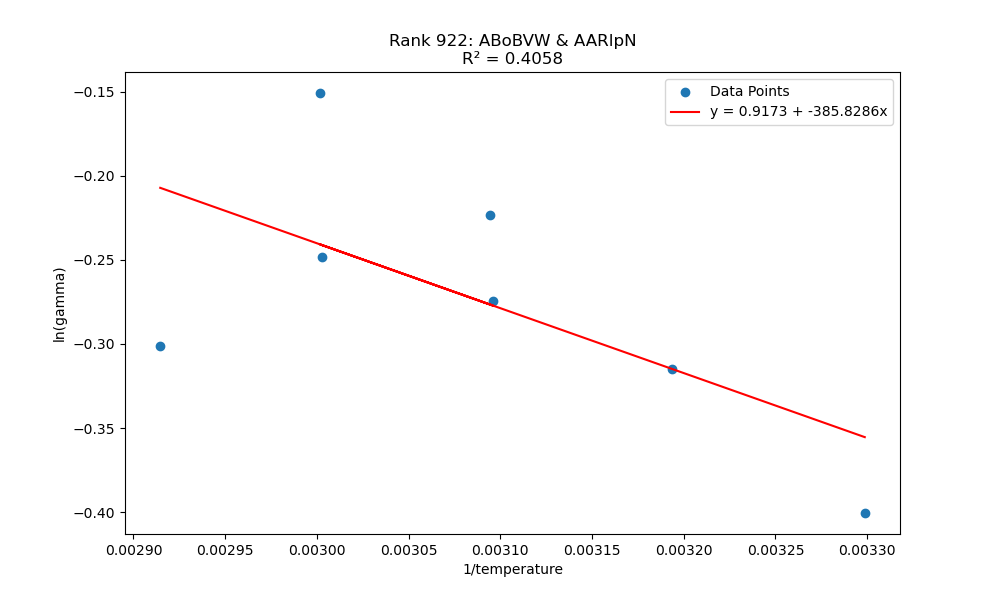 Rank 922: ABoBVW & AARIpN
R² = 0.4058
Data Points
y = 0.9173 + -385.8286x
ln(gamma)
−0.15
−0.20
−0.25
−0.30
−0.35
−0.40
0.00290 0.00295 0.00300 0.00305 0.00310 0.00315 0.00320 0.00325 0.00330
1/temperature